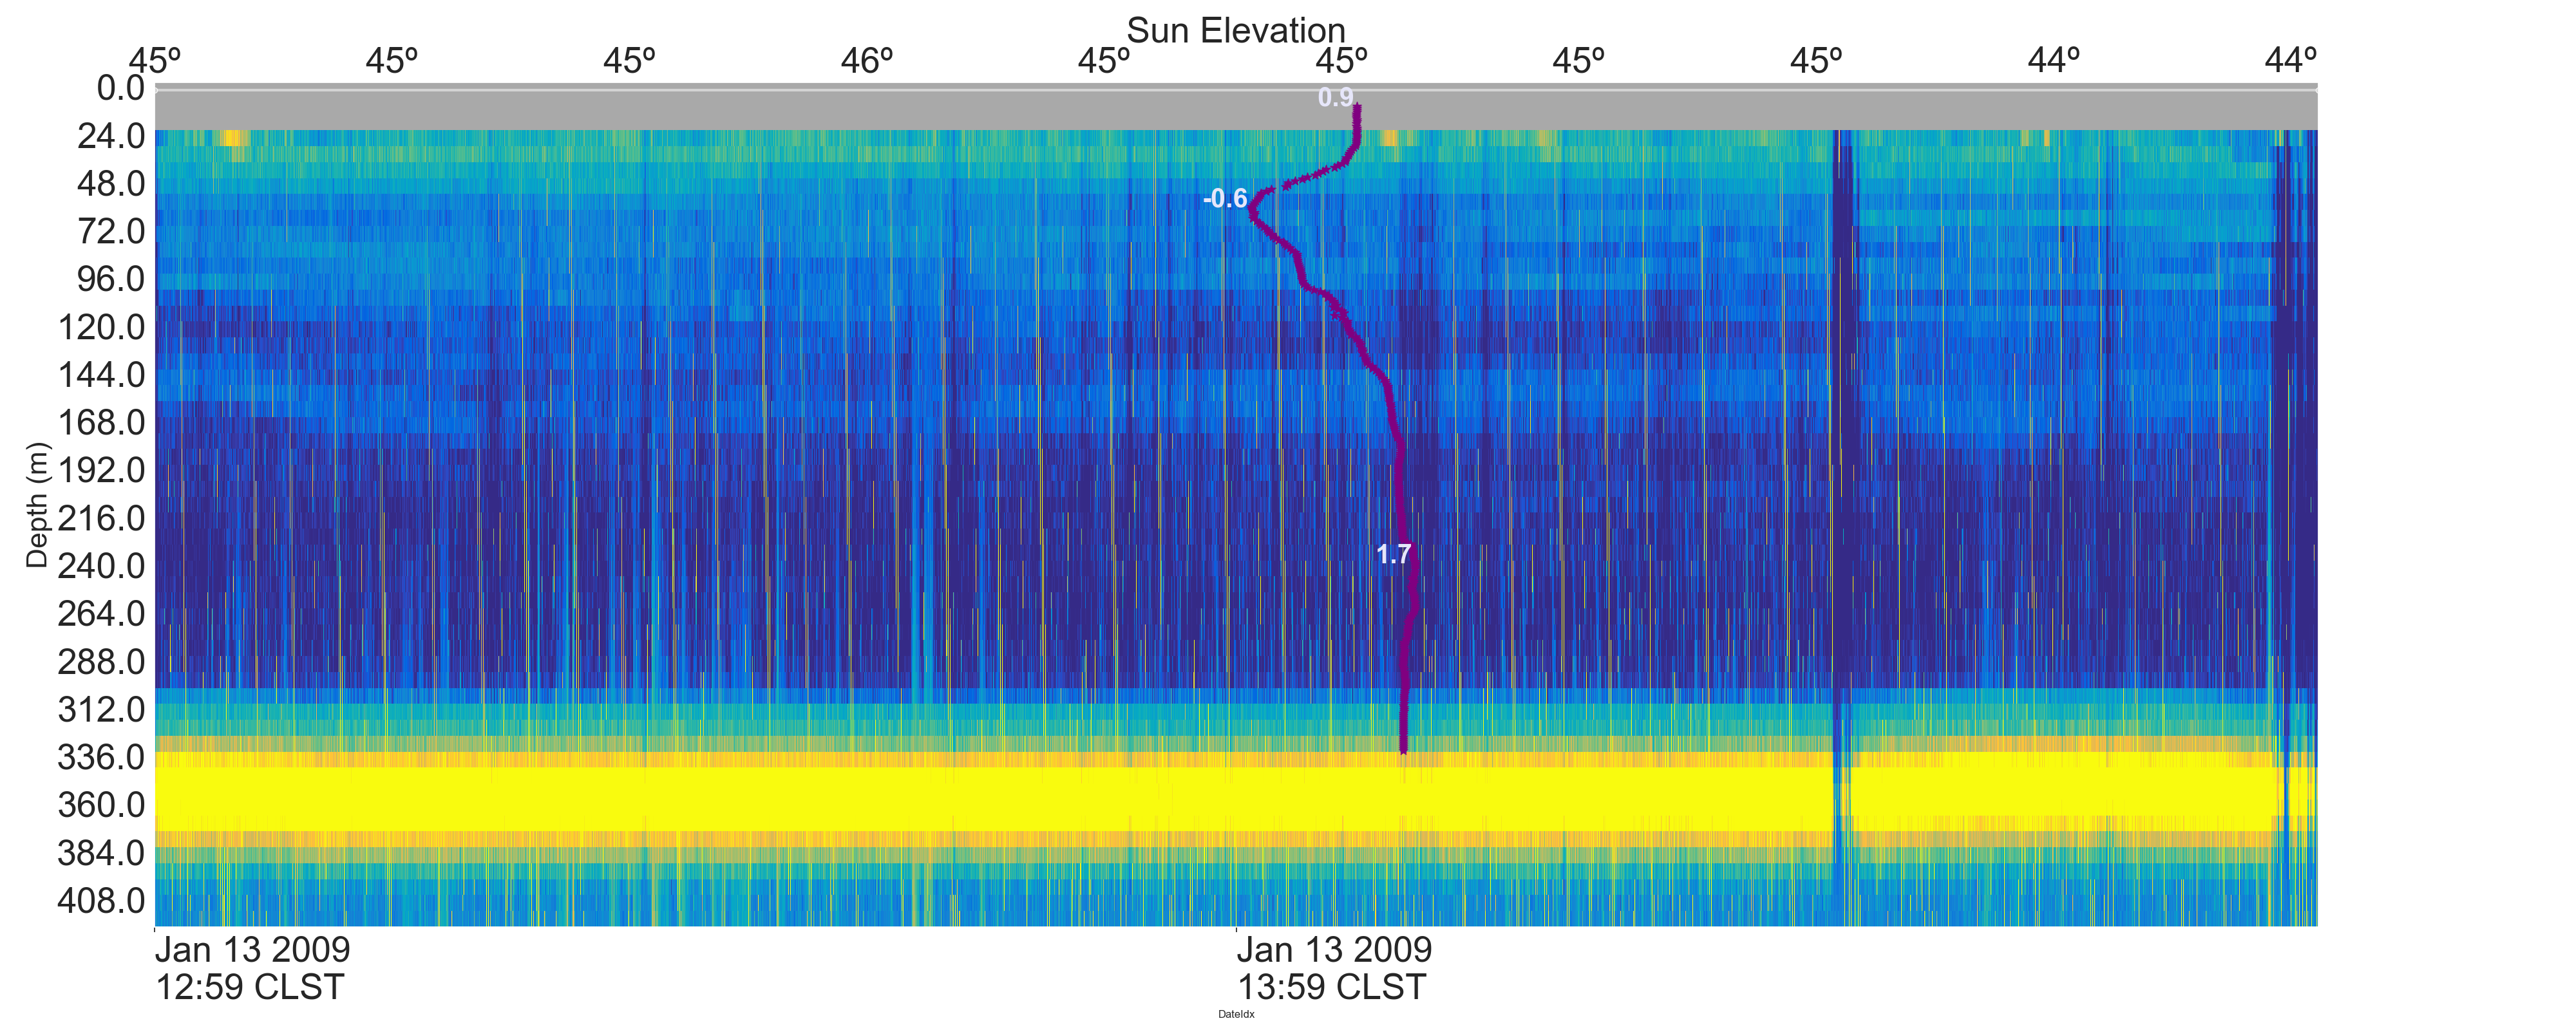 Sun Elevation
45º 45º 45º 46º 45º 45º 45º 45º 44º 44º
0.0
24.0
48.0
72.0
96.0
120.0
144.0
168.0
192.0
216.0
240.0
264.0
288.0
312.0
336.0
360.0
384.0
408.0
Depth (m)
0.9
-0.6
1.7
Jan 13 2009
12:59 CLST
Jan 13 2009
13:59 CLST
DateIdx